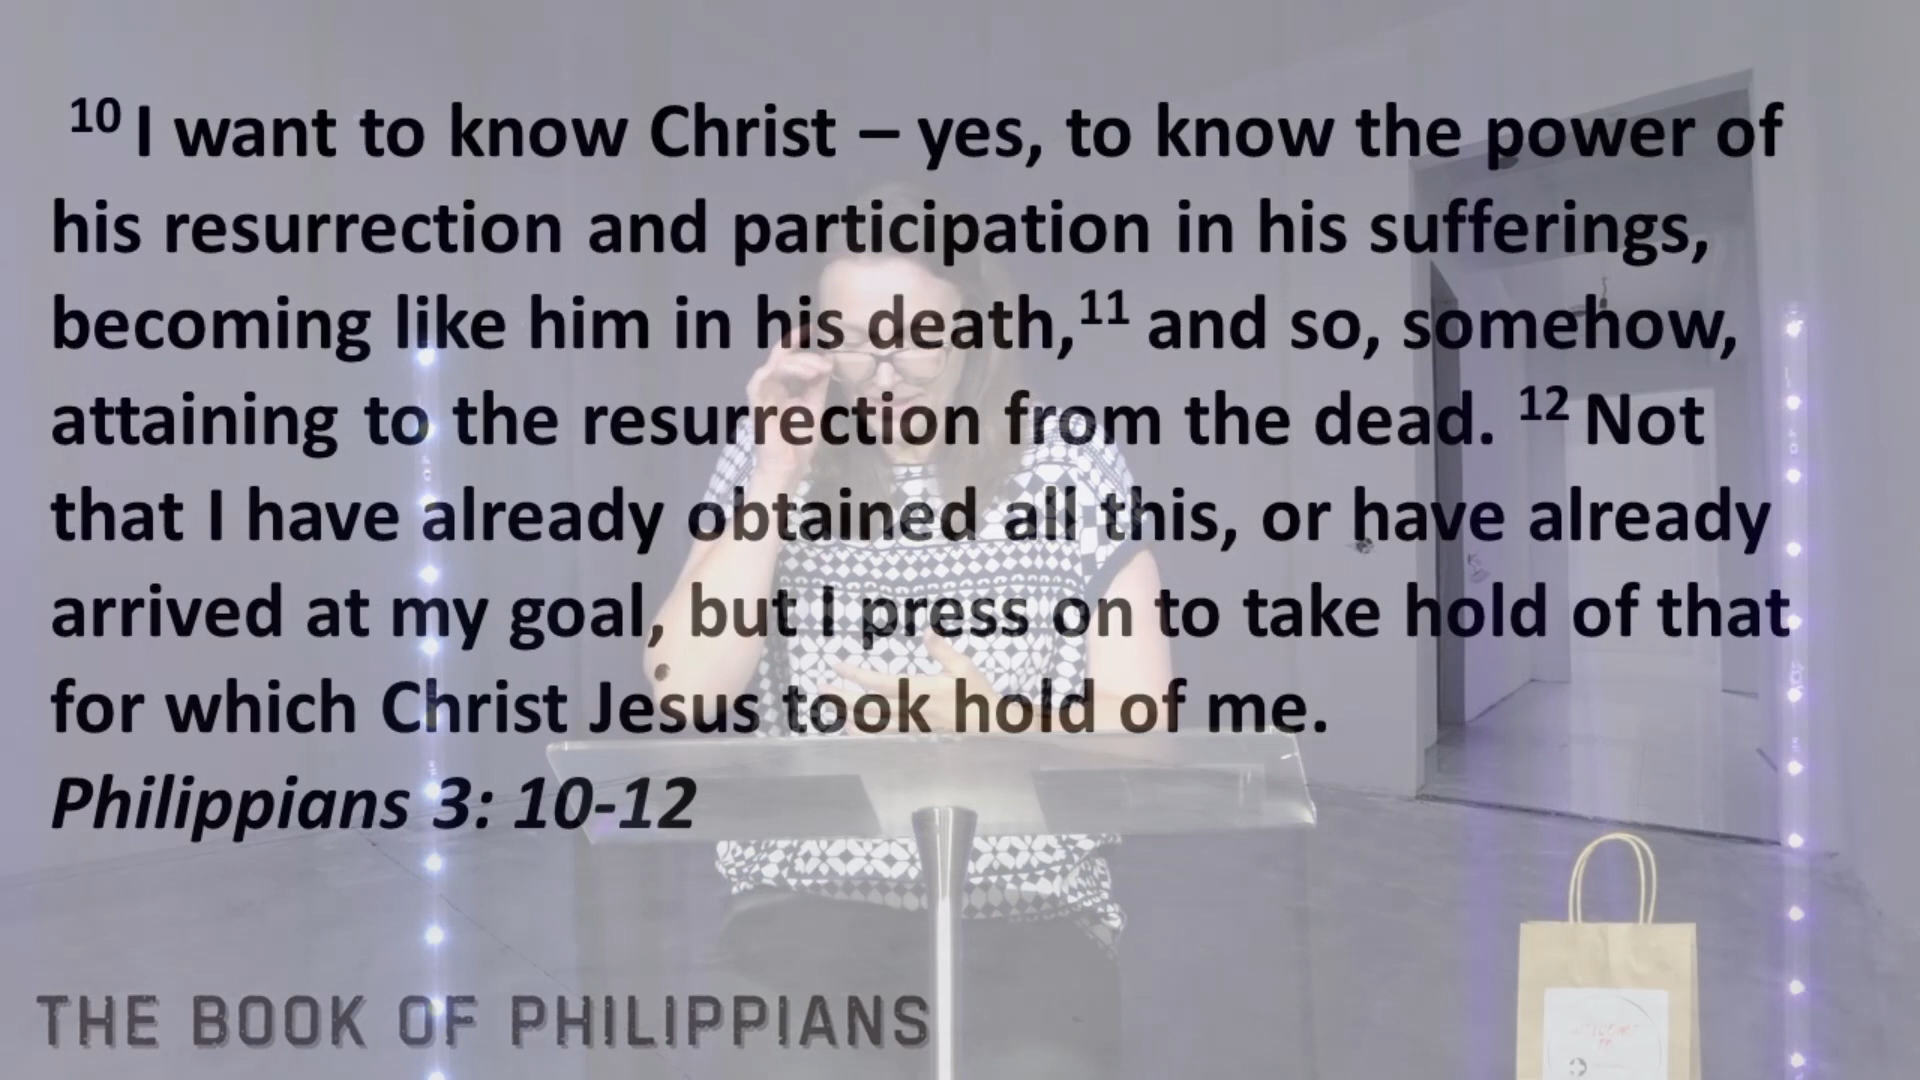 10 I want to know Christ – yes, to know the power of
his resurrection and participation in his sufferings,
becoming like him in his death,11 and so, somehow,
attaining to the resurrection from the dead. 12 Not
that I have already obtained all this, or have already
arrived at my goal, but I press on to take hold of that
for which Christ Jesus took hold of me.
Philippians 3: 10-12
THE BOOK OF PHILIPPIANS